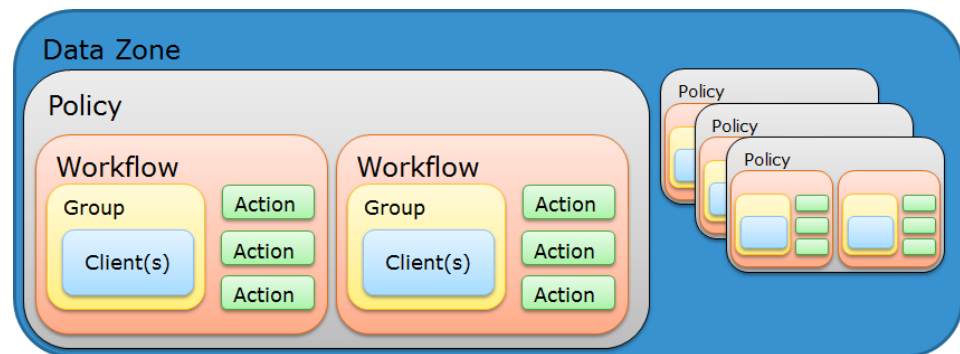 Data Zone
Policy
Workflow
Group
Client(s)
Action
Action
Action
Workflow
Group
Client(s)
Action
Action
Action
Policy
Policy
Policy